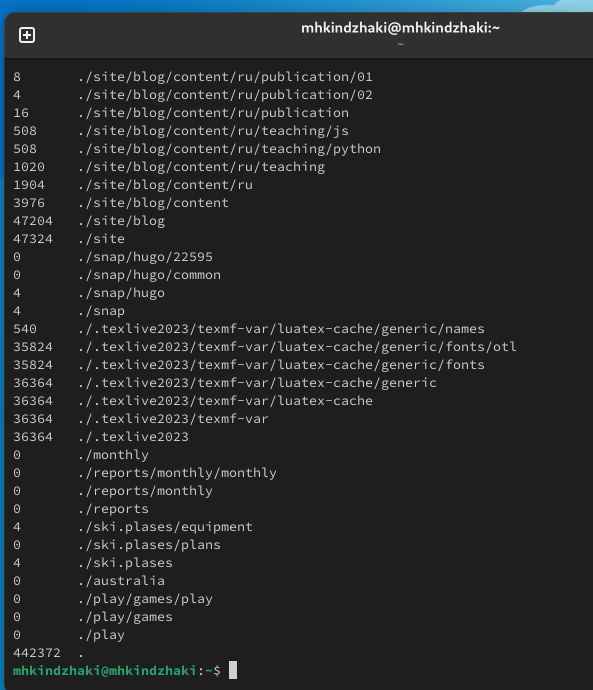 mhkindzhaki@mhkindzhaki:~
~
8 ./site/blog/content/ru/publication/01
4 ./site/blog/content/ru/publication/02
16 ./site/blog/content/ru/publication
508 ./site/blog/content/ru/teaching/js
508 ./site/blog/content/ru/teaching/python
1020 ./site/blog/content/ru/teaching
1904 ./site/blog/content/ru
3976 ./site/blog/content
47204 ./site/blog
47324 ./site
0 ./snap/hugo/22595
0 ./snap/hugo/common
4 ./snap/hugo
4 ./snap
540 ./.texlive2023/texmf-var/luatex-cache/generic/names
35824 ./.texlive2023/texmf-var/luatex-cache/generic/fonts/otl
35824 ./.texlive2023/texmf-var/luatex-cache/generic/fonts
36364 ./.texlive2023/texmf-var/luatex-cache/generic
36364 ./.texlive2023/texmf-var/luatex-cache
36364 ./.texlive2023/texmf-var
36364 ./.texlive2023
0 ./monthly
0 ./reports/monthly/monthly
0 ./reports/monthly
0 ./reports
4 ./ski.plases/equipment
0 ./ski.plases/plans
4 ./ski.plases
0 ./australia
0 ./play/games/play
0 ./play/games
0 ./play
442372 .
mhkindzhaki@mhkindzhaki:~$